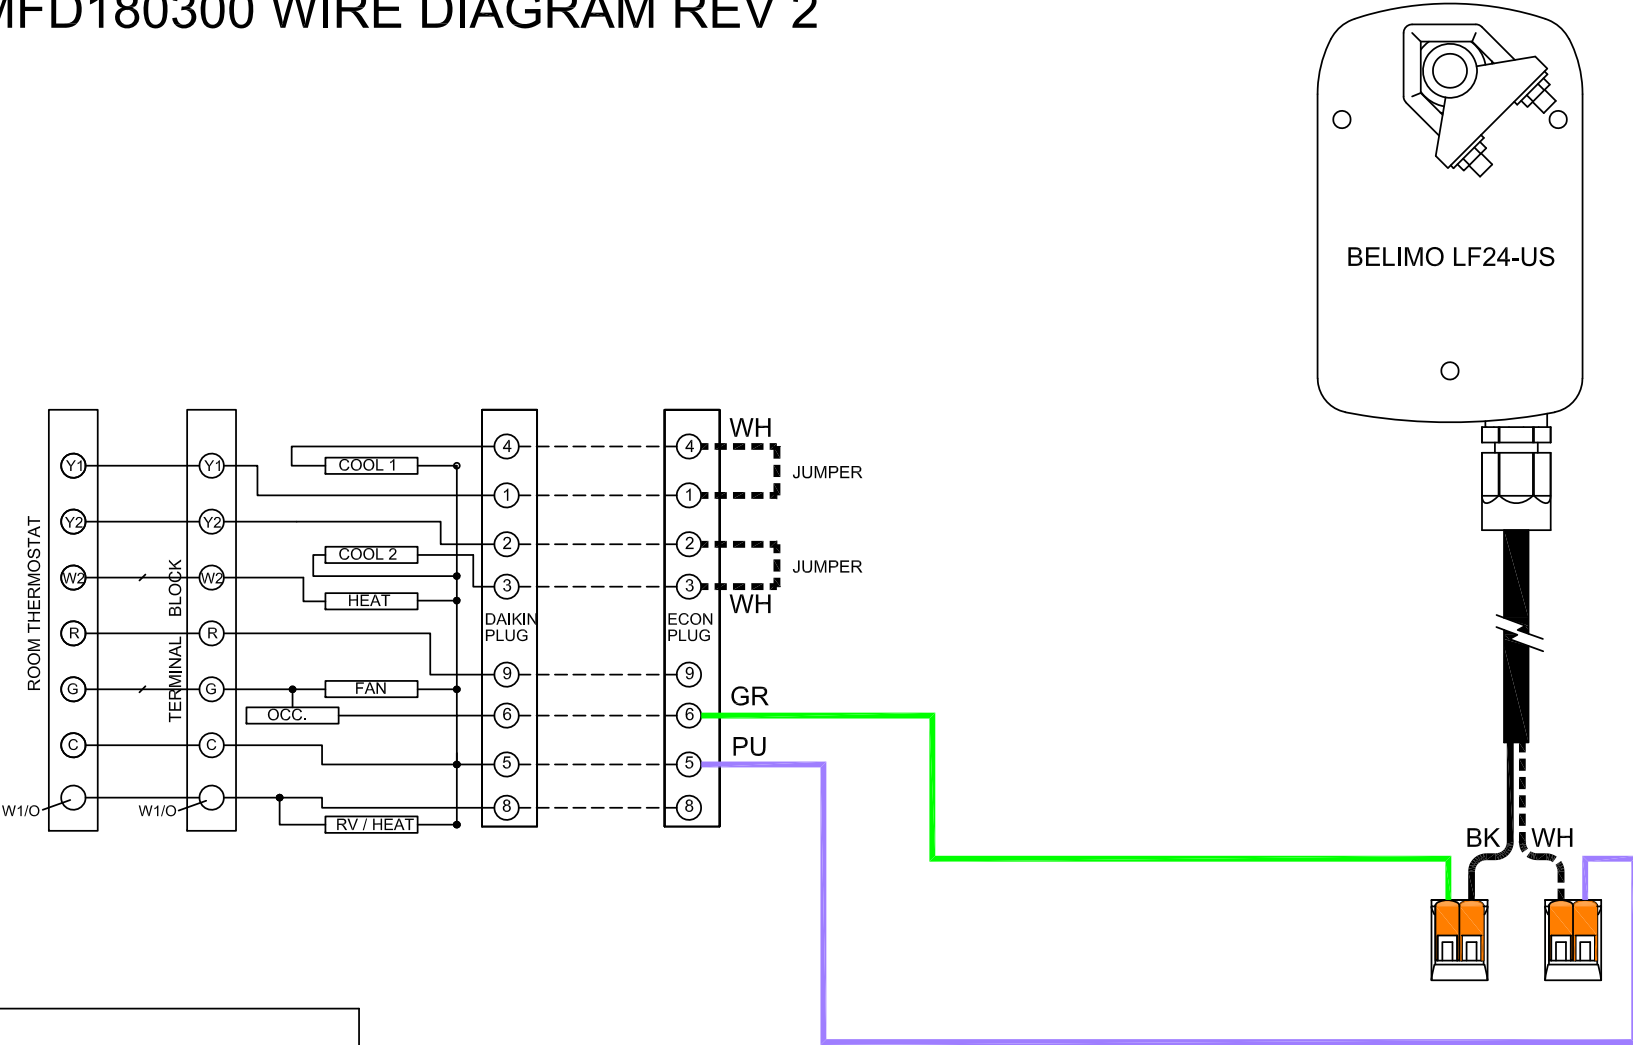 MFD180300 WIRE DIAGRAM REV 2
BELIMO LF24-US
ROOM THERMOSTAT
Y1
Y2
W2
R
G
C
W1/O
TERMINAL BLOCK
Y1
Y2
W2
R
G
C
W1/O
COOL 1
COOL 2
HEAT
FAN
OCC.
RV / HEAT
4
1
2
3
DAIKIN
PLUG
9
6
5
8
4
1
2
3
ECON
PLUG
9
6
5
8
WH
JUMPER
JUMPER
WH
GR
PU
BK WH